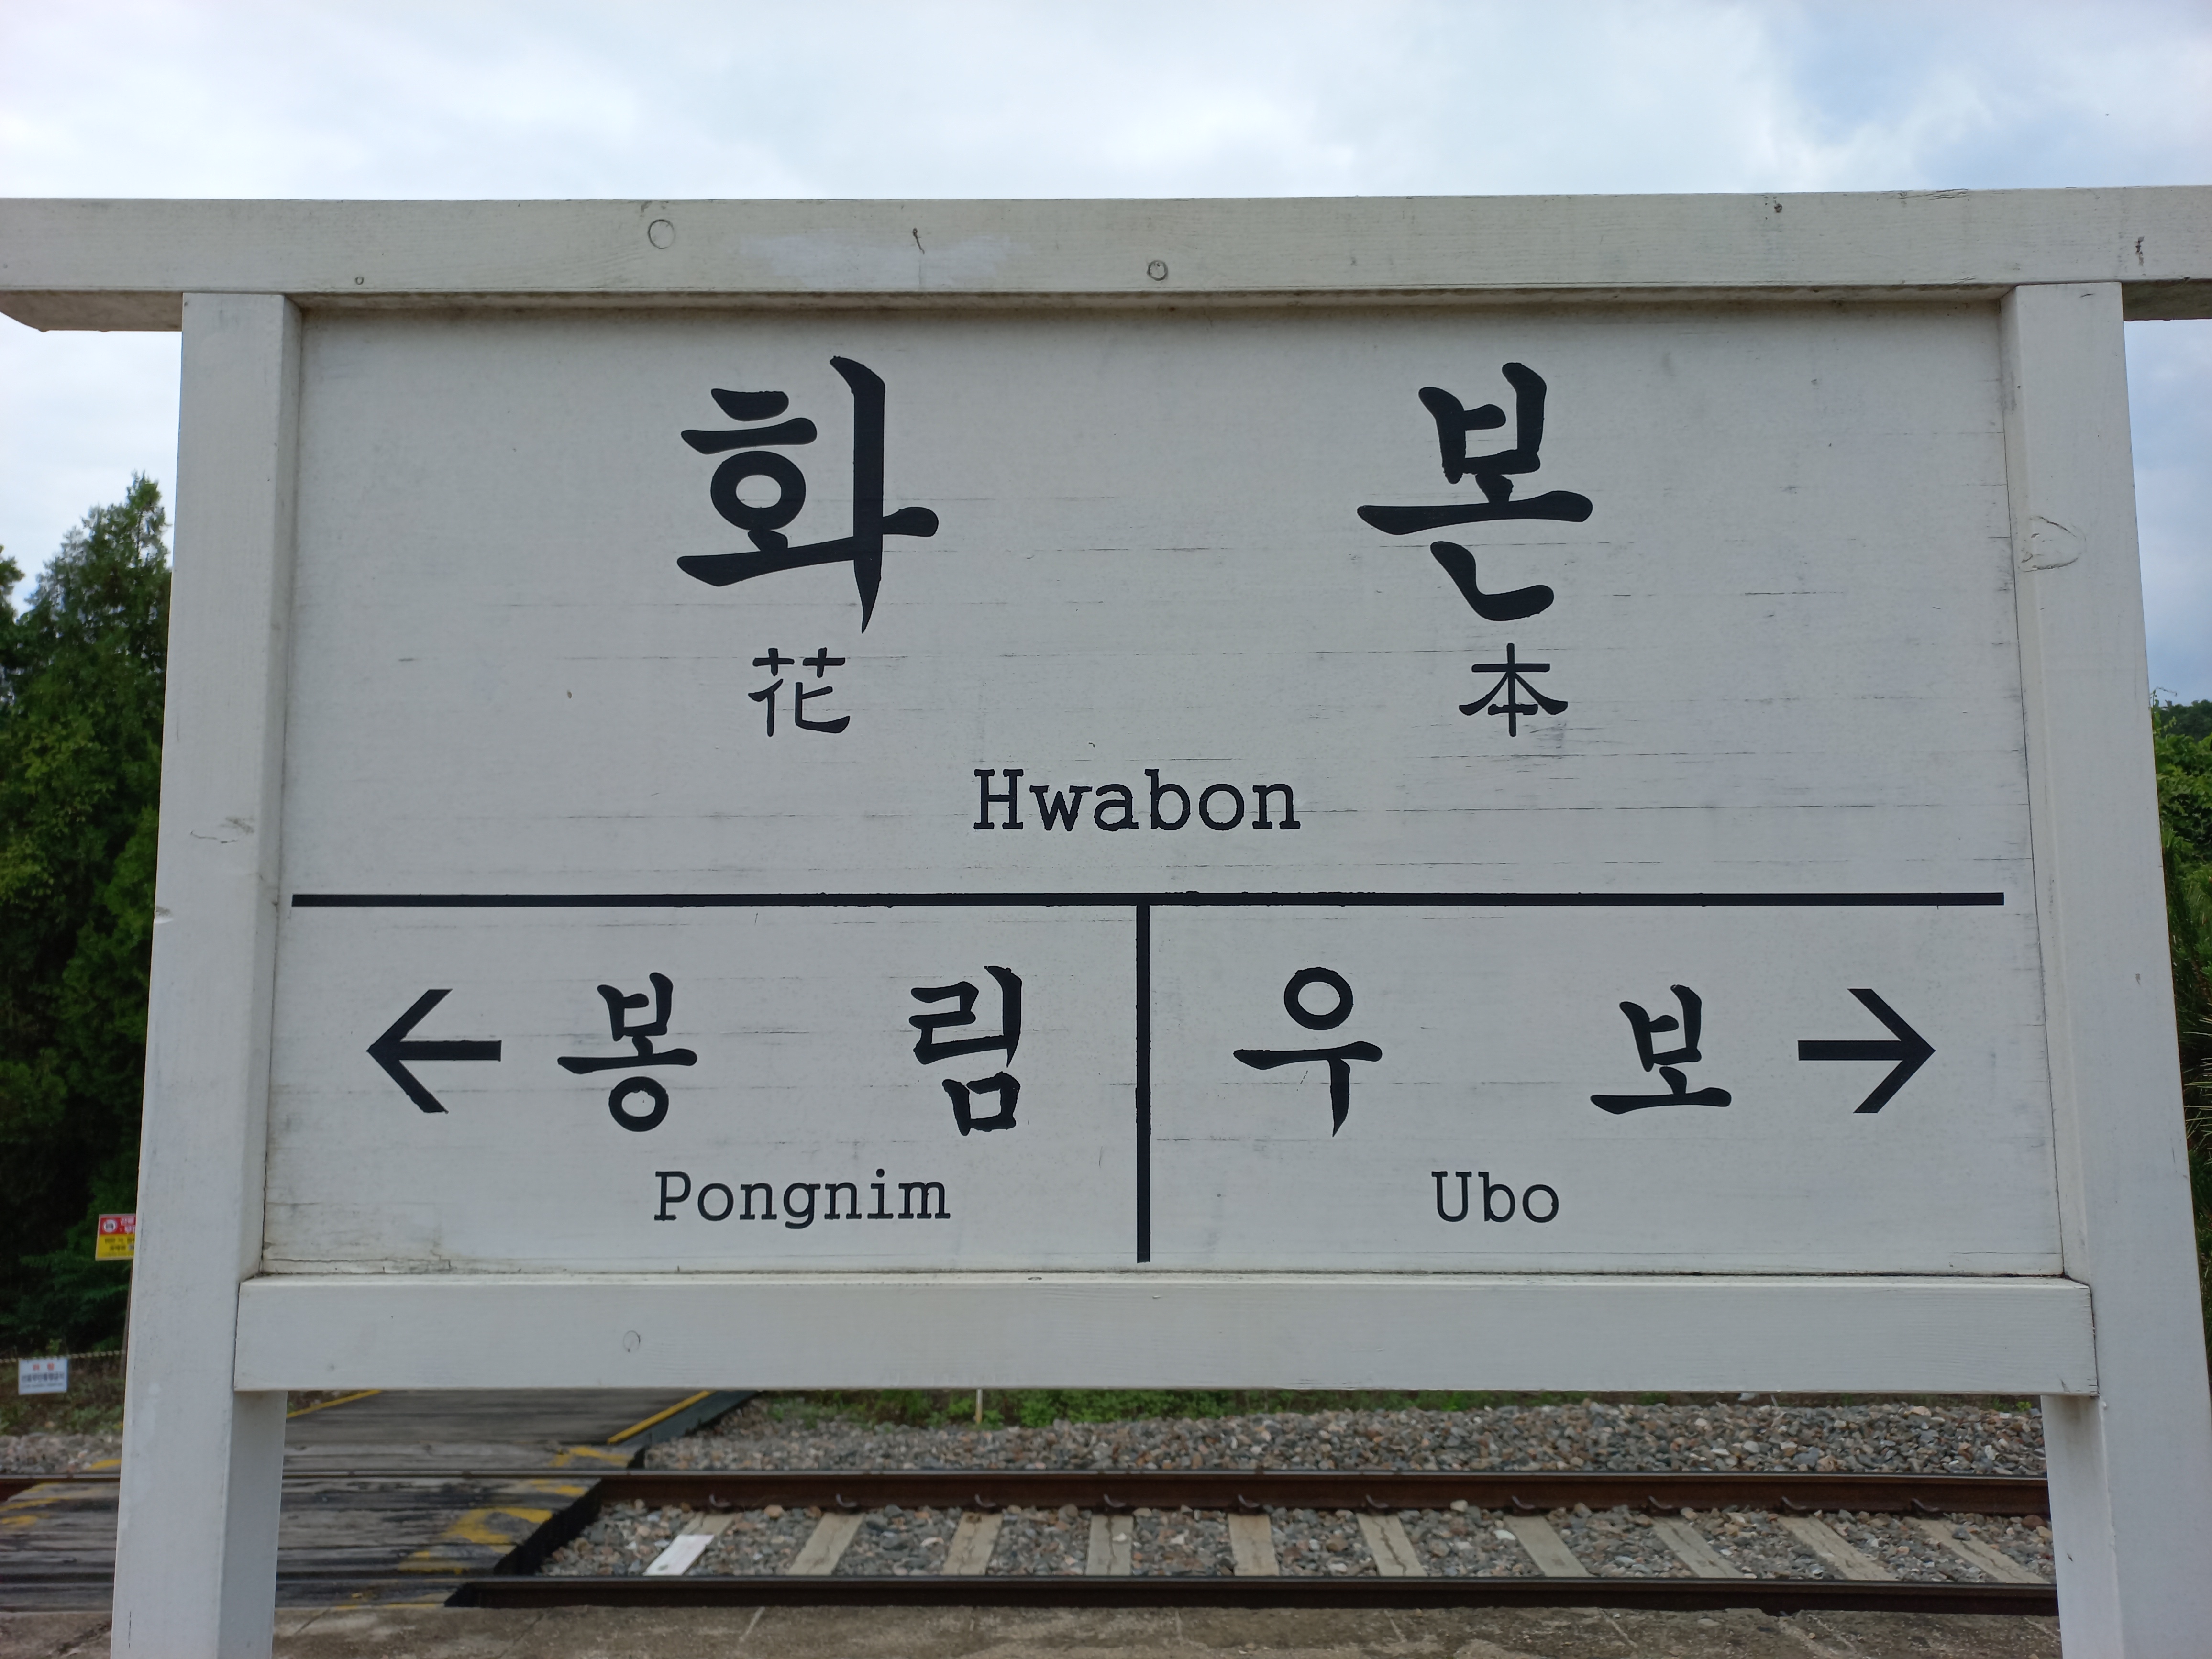 화 본
花 本
Hwabon
← 봉 림
Pongnim
우 보 →
Ubo